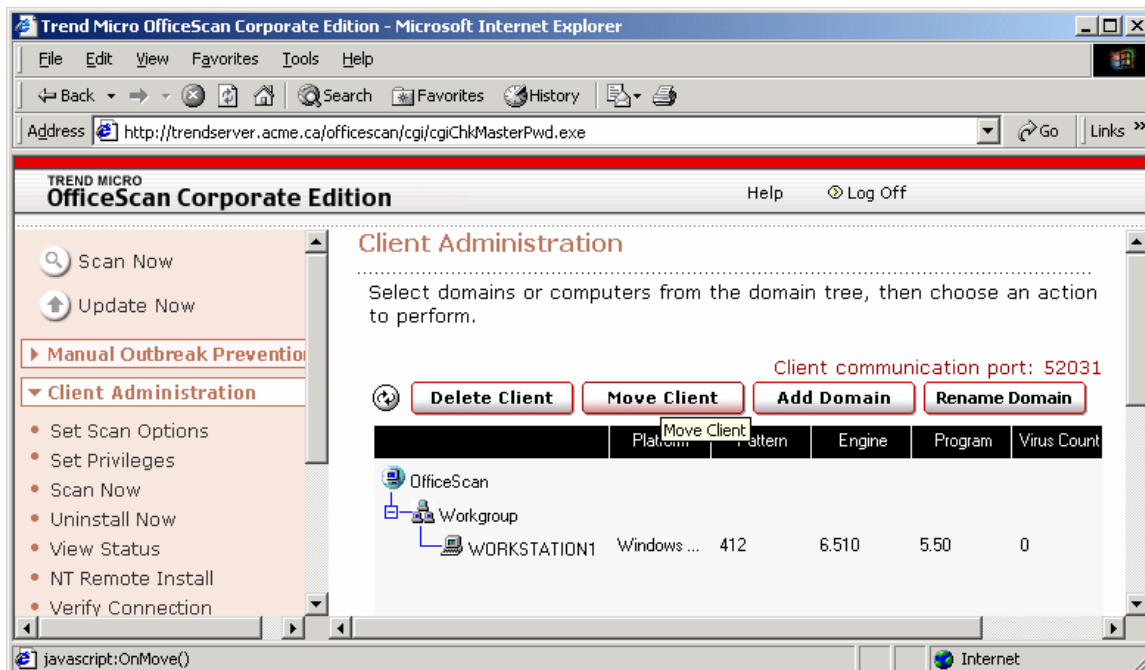 Trend Micro OfficeScan Corporate Edition - Microsoft Internet Explorer
File Edit View Favorites Tools Help
Back Search Favorites History
Address http://trendserver.acme.ca/officescan/cgi/cgiChkMasterPwd.exe Go Links »
TREND MICRO
OfficeScan Corporate Edition Help Log Off
Scan Now
Update Now
Manual Outbreak Prevention
Client Administration
Set Scan Options
Set Privileges
Scan Now
Uninstall Now
View Status
NT Remote Install
Verify Connection
Client Administration
Select domains or computers from the domain tree, then choose an action
to perform.
Client communication port: 52031
Delete Client Move Client Add Domain Rename Domain
Move Client
Platform Pattern Engine Program Virus Count
OfficeScan
Workgroup
WORKSTATION1 Windows ... 412 6.510 5.50 0
javascript:OnMove() Internet